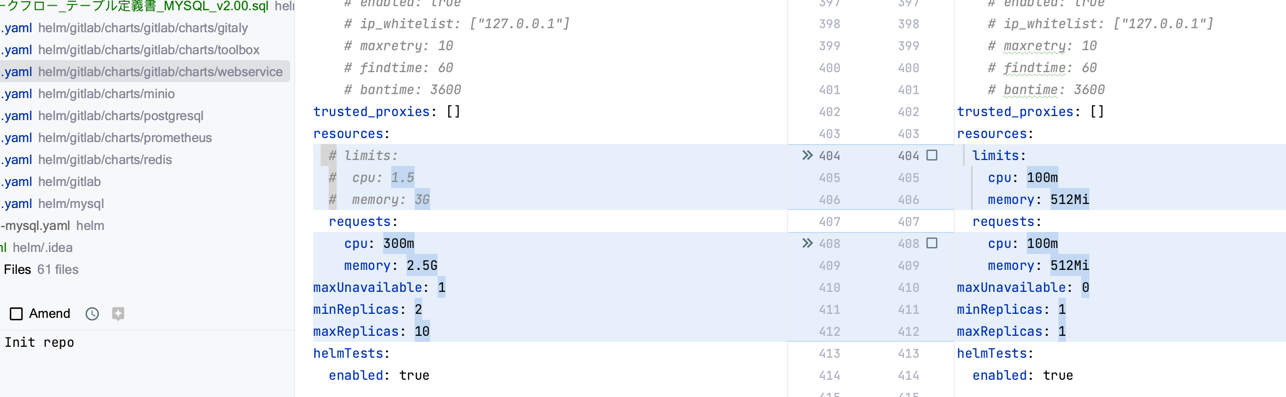 ークフロー_テーブル定義書_MYSQL_v2.00.sql helm
.yaml helm/gitlab/charts/gitlab/charts/gitaly
.yaml helm/gitlab/charts/gitlab/charts/toolbox
.yaml helm/gitlab/charts/gitlab/charts/webservice
.yaml helm/gitlab/charts/minio
.yaml helm/gitlab/charts/postgresql
.yaml helm/gitlab/charts/prometheus
.yaml helm/gitlab/charts/redis
.yaml helm/gitlab
.yaml helm/mysql
-mysql.yaml helm
ml helm/.idea
Files 61 files
Amend
Init repo
# enabled: true
# ip_whitelist: ["127.0.0.1"]
# maxretry: 10
# findtime: 60
# bantime: 3600
trusted_proxies: []
resources:
# limits:
#  cpu: 1.5
#  memory: 3G
requests:
cpu: 300m
memory: 2.5G
maxUnavailable: 1
minReplicas: 2
maxReplicas: 10
helmTests:
enabled: true
397 397
398 398
399 399
400 400
401 401
402 402
403 403
404 404
405 405
406 406
407 407
408 408
409 409
410 410
411 411
412 412
413 413
414 414
415 415
# enabled: true
# ip_whitelist: ["127.0.0.1"]
# maxretry: 10
# findtime: 60
# bantime: 3600
trusted_proxies: []
resources:
limits:
cpu: 100m
memory: 512Mi
requests:
cpu: 100m
memory: 512Mi
maxUnavailable: 0
minReplicas: 1
maxReplicas: 1
helmTests:
enabled: true